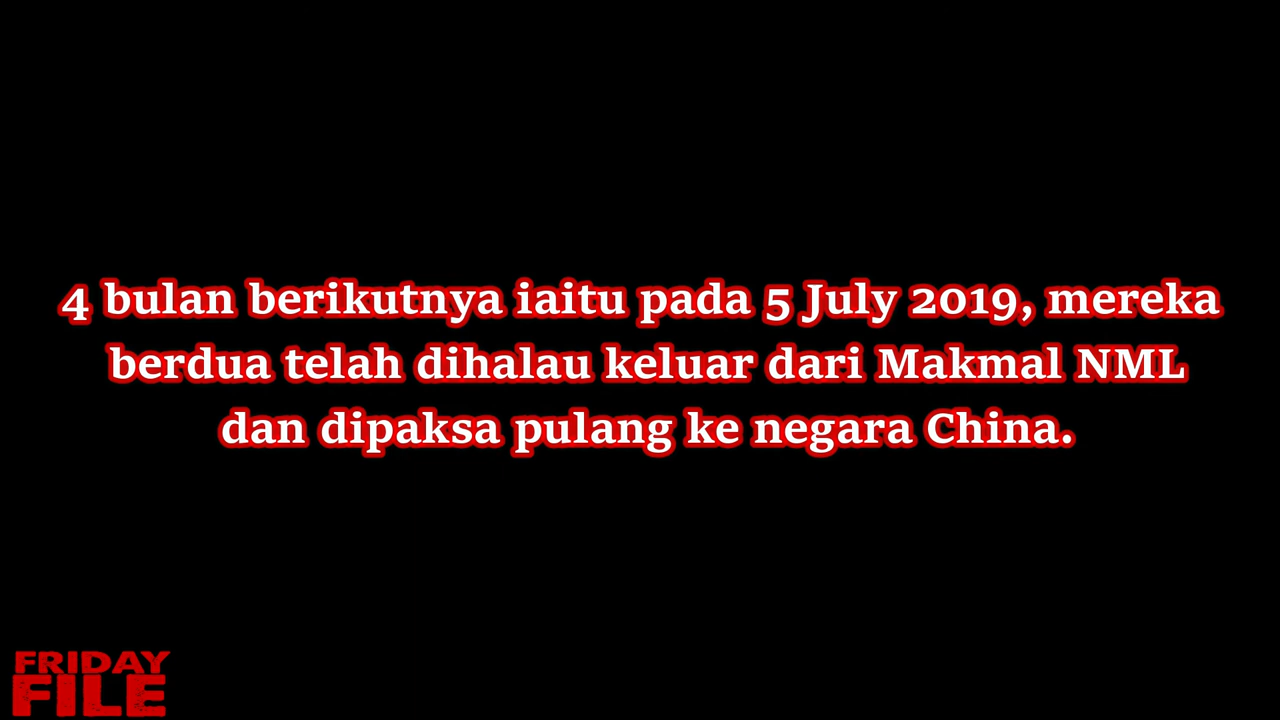 4 bulan berikutnya iaitu pada 5 July 2019, mereka
berdua telah dihalau keluar dari Makmal NML
dan dipaksa pulang ke negara China.
FRIDAY
FILE